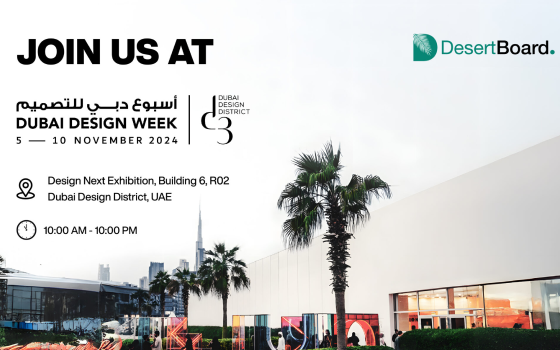 JOIN US AT
DesertBoard.
أسبوع دبي للتصميم
DUBAI DESIGN WEEK
5 — 10 NOVEMBER 2024
d3
DUBAI
DESIGN
DISTRICT
Design Next Exhibition, Building 6, R02
Dubai Design District, UAE
10:00 AM - 10:00 PM